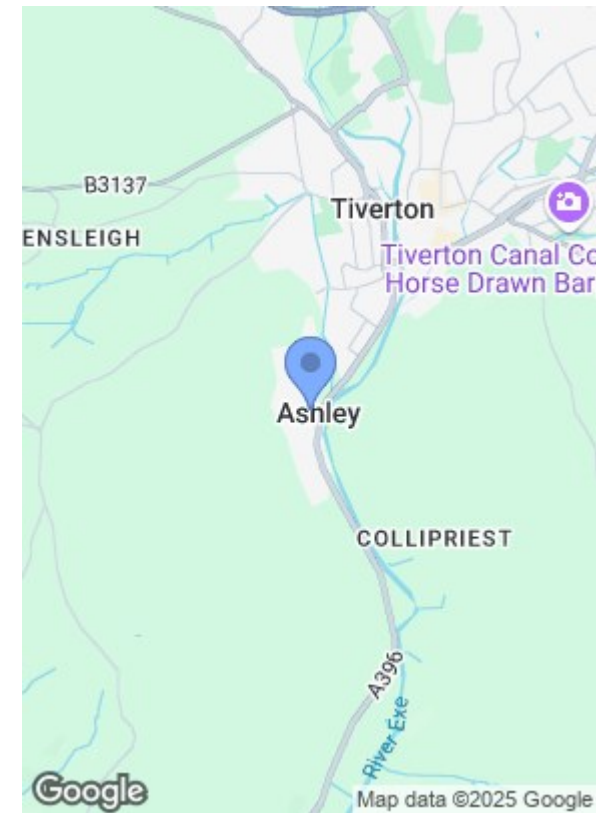 B3137
Tiverton
ENSLEIGH
Tiverton Canal Co
Horse Drawn Bar
Ashley
COLLIPRIEST
A396
River Exe
Google
Map data ©2025 Google